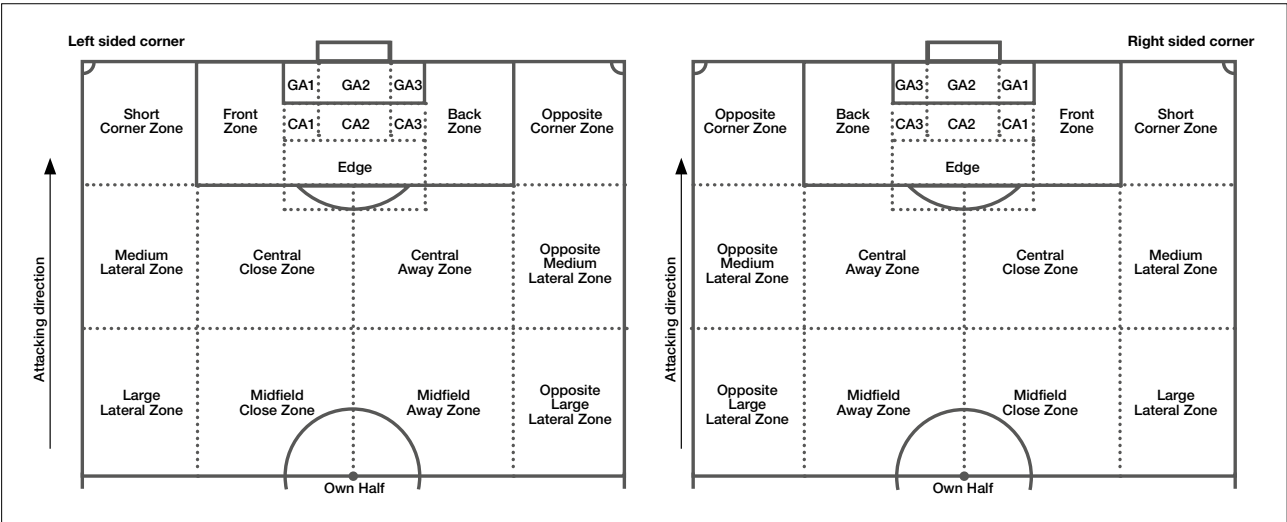 Left sided corner
GA1 GA2 GA3
Short
Corner Zone
Front
Zone
CA1 CA2 CA3
Back
Zone
Opposite
Corner Zone
Edge
Attacking direction
Medium
Lateral Zone
Central
Close Zone
Central
Away Zone
Opposite
Medium
Lateral Zone
Large
Lateral Zone
Midfield
Close Zone
Midfield
Away Zone
Opposite
Large
Lateral Zone
Own Half
Right sided corner
GA3 GA2 GA1
Opposite
Corner Zone
Back
Zone
CA3 CA2 CA1
Front
Zone
Short
Corner Zone
Edge
Attacking direction
Opposite
Medium
Lateral Zone
Central
Away Zone
Central
Close Zone
Medium
Lateral Zone
Opposite
Large
Lateral Zone
Midfield
Away Zone
Midfield
Close Zone
Large
Lateral Zone
Own Half